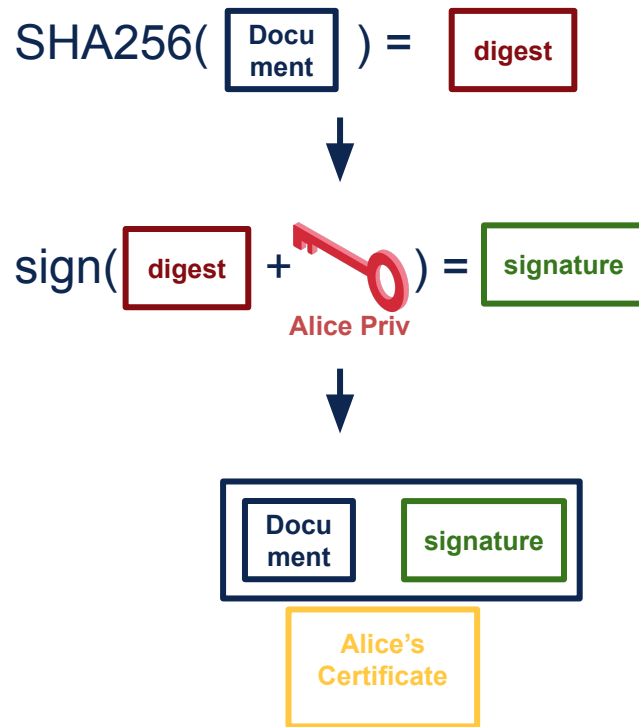 SHA256( Docu ment ) = digest
sign( digest + ) = signature
Alice Priv
Docu
ment
signature
Alice's
Certificate